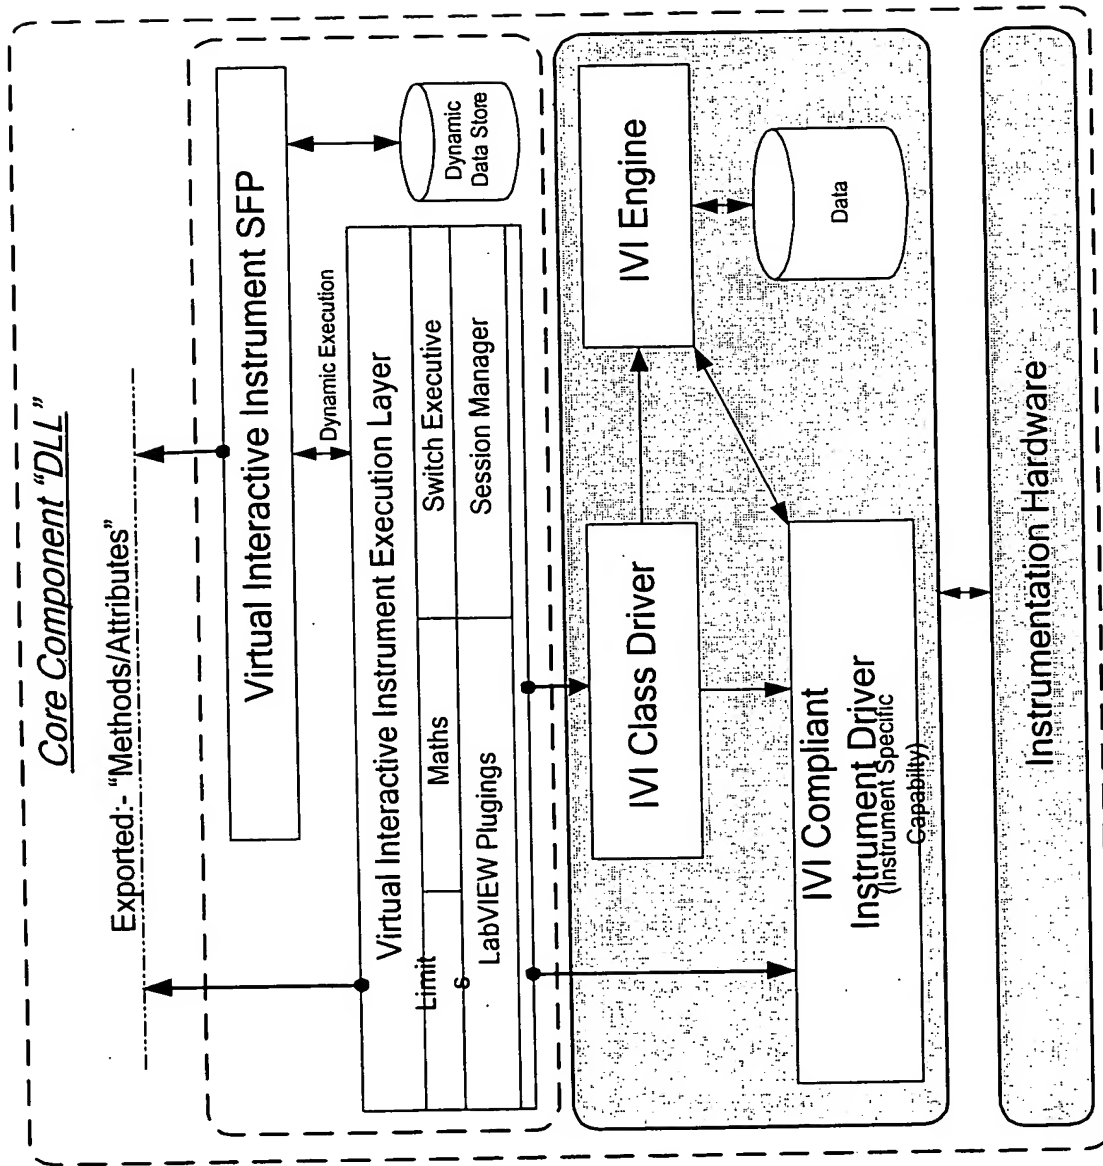 Core Component "DLL"
Exported:- "Methods/Attributes"
Virtual Interactive Instrument SFP
Dynamic Execution
Dynamic
Data Store
Virtual Interactive Instrument Execution Layer
Limit
s
Maths
Switch Executive
LabVIEW Plugings
Session Manager
IVI Class Driver
IVI Engine
IVI Compliant
Instrument Driver
(Instrument Specific
Capabilty)
Data
Instrumentation Hardware